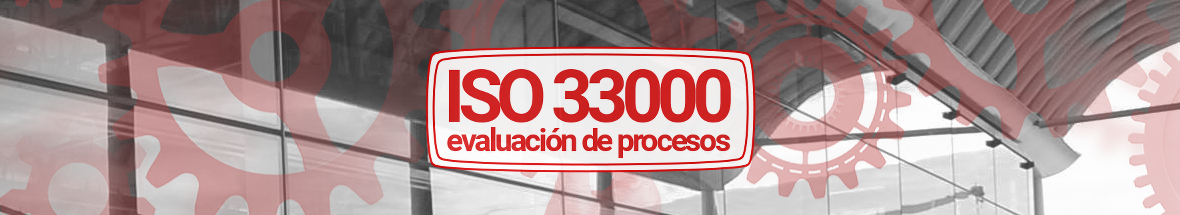 ISO 33000
evaluación de procesos